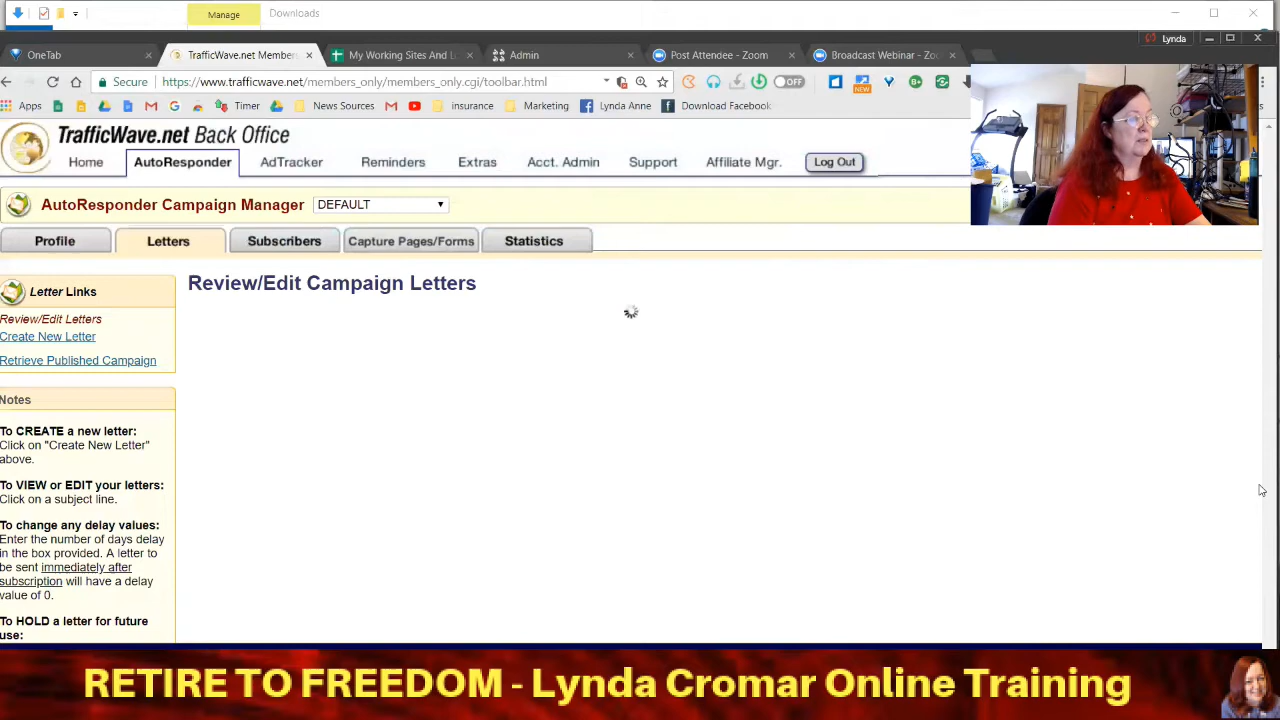 Manage Downloads
Lynda
OneTab TrafficWave.net Member My Working Sites And L Admin Post Attendee - Zoom Broadcast Webinar - Zo
Secure https://www.trafficwave.net/members_only/members_only.cgi/toolbar.html OFF NEW B+
Apps Timer News Sources insurance Marketing Lynda Anne Download Facebook
TrafficWave.net Back Office
Home AutoResponder AdTracker Reminders Extras Acct. Admin Support Affiliate Mgr. Log Out
AutoResponder Campaign Manager DEFAULT
Profile Letters Subscribers Capture Pages/Forms Statistics
Review/Edit Campaign Letters
Letter Links
Review/Edit Letters
Create New Letter
Retrieve Published Campaign
Notes
To CREATE a new letter:
Click on "Create New Letter"
above.
To VIEW or EDIT your letters:
Click on a subject line.
To change any delay values:
Enter the number of days delay
in the box provided. A letter to
be sent immediately after
subscription will have a delay
value of 0.
To HOLD a letter for future
use:
RETIRE TO FREEDOM - Lynda Cromar Online Training